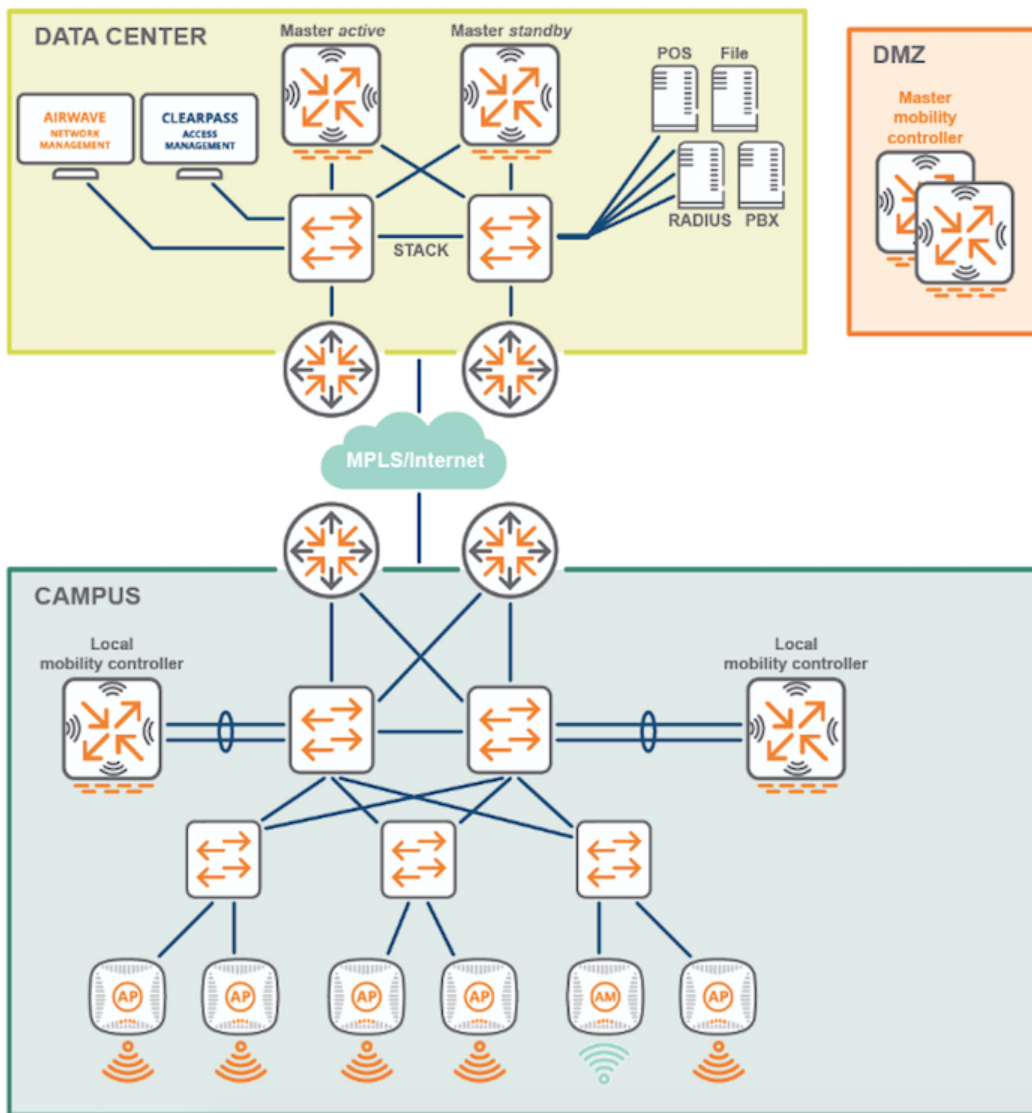 DATA CENTER
Master active
Master standby
POS
File
AIRWAVE
NETWORK
MANAGEMENT
CLEARPASS
ACCESS
MANAGEMENT
STACK
RADIUS
PBX
DMZ
Master
mobility
controller
MPLS/Internet
CAMPUS
Local
mobility controller
Local
mobility controller
AP
AP
AP
AP
AM
AP